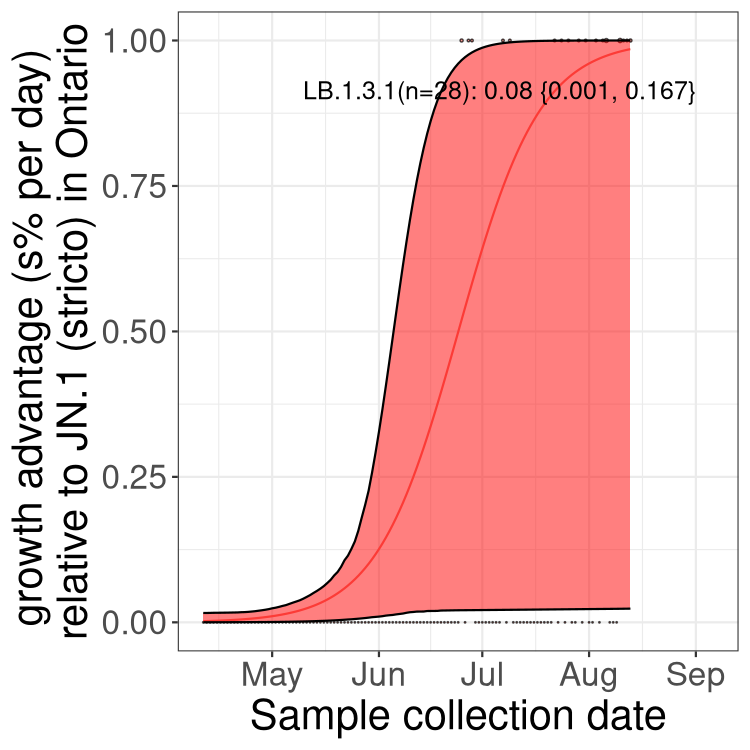 growth advantage (s% per day)
relative to JN.1 (stricto) in Ontario
1.00
0.75
0.50
0.25
0.00
LB.1.3.1(n=28): 0.08 {0.001, 0.167}
May Jun Jul Aug Sep
Sample collection date